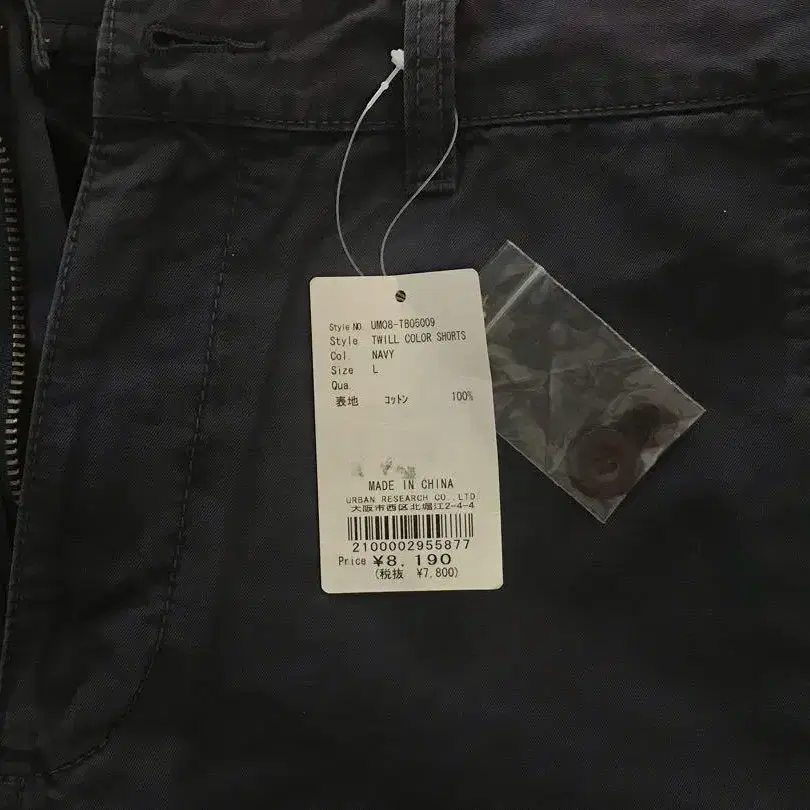 Style NO. UM08-TB05009
Style TWILL COLOR SHORTS
Col. NAVY
Size L
Qua.
表地 コットン 100%
MADE IN CHINA
URBAN RESEARCH CO.,LTD
大阪市西区北堀江2-4-4
2100002955877
Price ¥8,190
(税抜 ¥7,800)